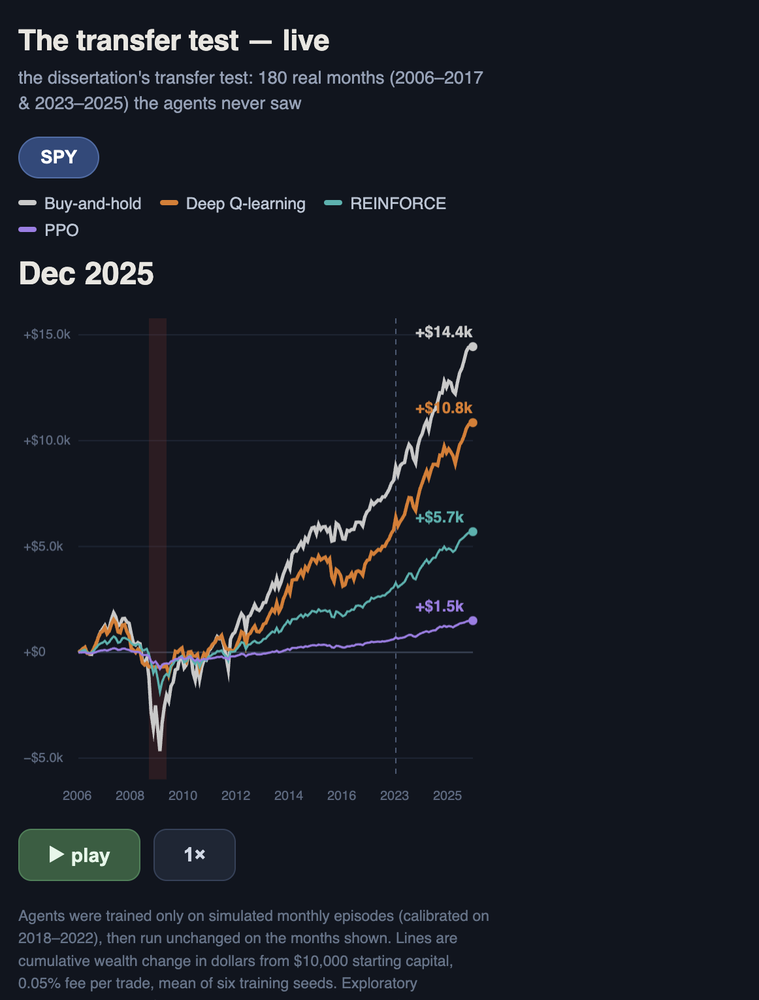 The transfer test — live
the dissertation's transfer test: 180 real months (2006–2017
& 2023–2025) the agents never saw
SPY
Buy-and-hold
Deep Q-learning
REINFORCE
PPO
Dec 2025
+$15.0k
+$14.4k
+$10.8k
+$10.0k
+$5.7k
+$5.0k
+$1.5k
+$0
−$5.0k
2006 2008 2010 2012 2014 2016 2023 2025
▶ play
1×
Agents were trained only on simulated monthly episodes (calibrated on
2018–2022), then run unchanged on the months shown. Lines are
cumulative wealth change in dollars from $10,000 starting capital,
0.05% fee per trade, mean of six training seeds. Exploratory